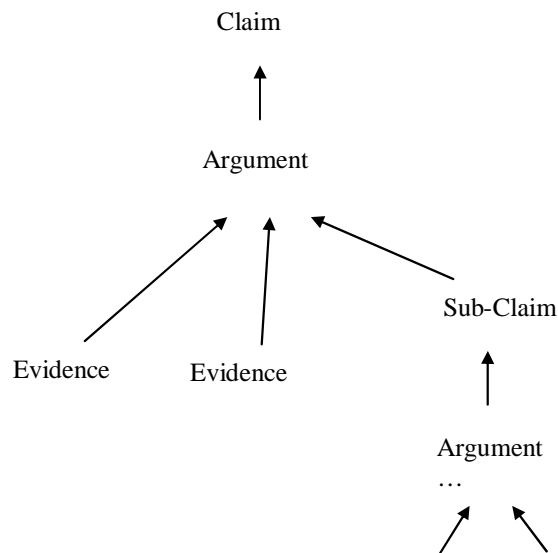 Claim
Argument
Sub-Claim
Evidence
Evidence
Argument
…